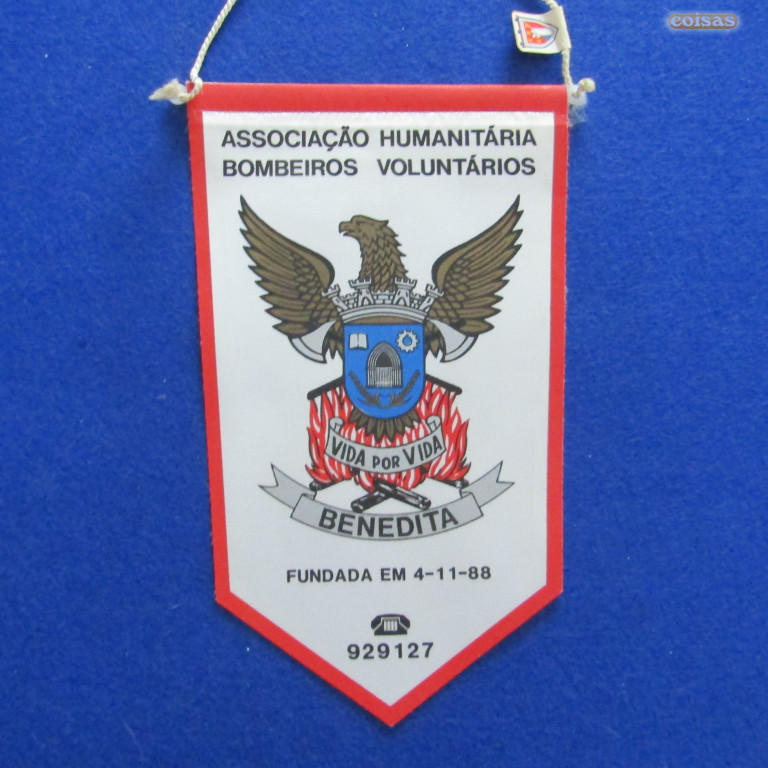 coisas
ASSOCIAÇÃO HUMANITÁRIA
BOMBEIROS VOLUNTÁRIOS
VIDA POR VIDA
BENEDITA
FUNDADA EM 4-11-88
929127